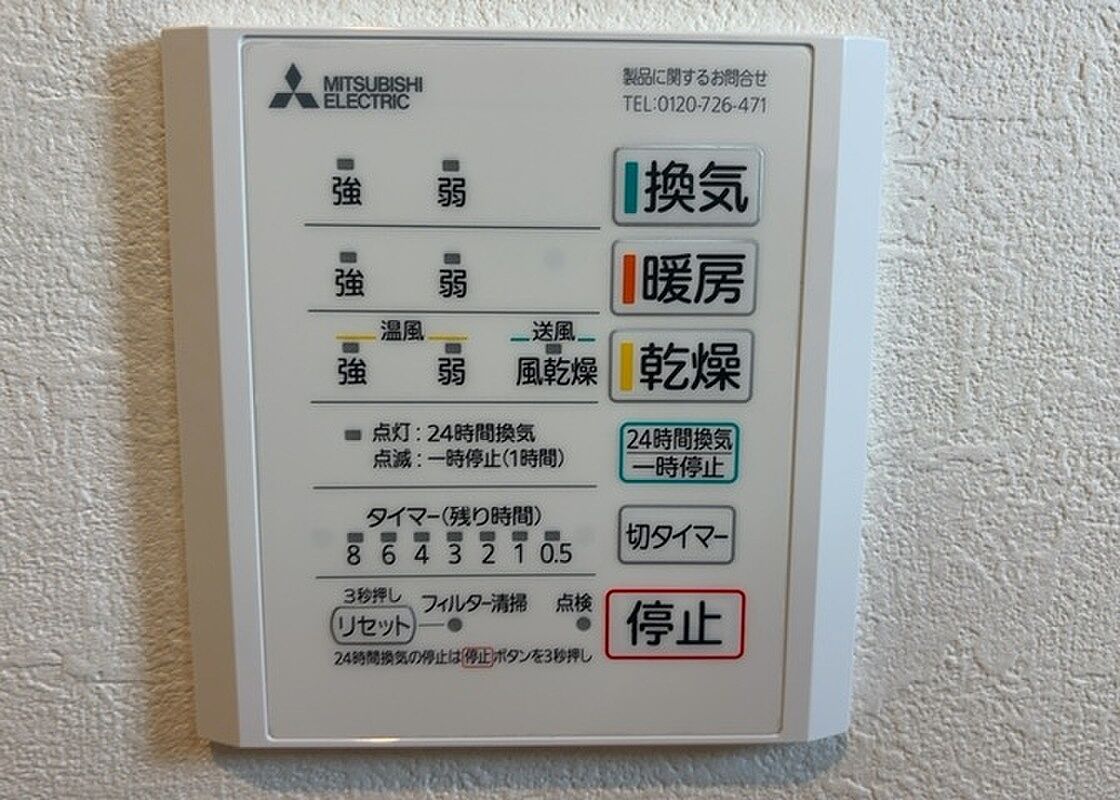 MITSUBISHI
ELECTRIC
製品に関するお問合せ
TEL:0120-726-471
強 弱 換気
強 弱 暖房
温風 送風
強 弱 風乾燥 乾燥
点灯:24時間換気
点滅:一時停止(1時間)
24時間換気
一時停止
タイマー(残り時間)
8 6 4 3 2 1 0.5
切タイマー
3秒押し
リセット フィルター清掃 点検
停止
24時間換気の停止は停止ボタンを3秒押し